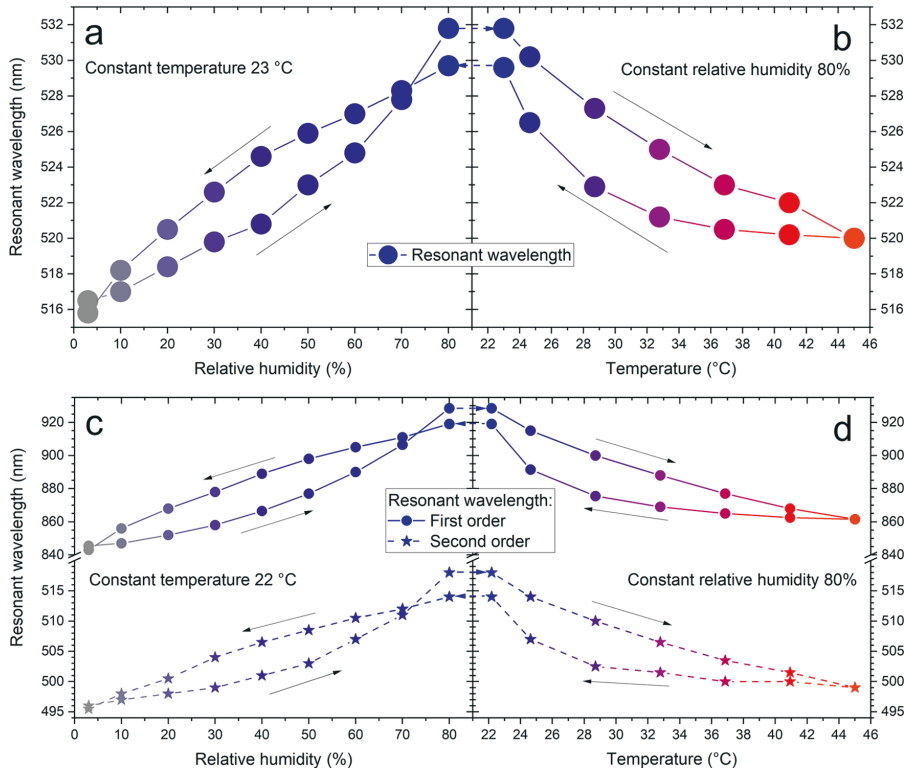 a
b
Constant temperature 23 °C
Constant relative humidity 80%
Resonant wavelength (nm)
532
530
528
526
524
522
520
518
516
Resonant wavelength
10 20 30 40 50 60 70 80
22 24 26 28 30 32 34 36 38 40 42 44 46
Relative humidity (%)
Temperature (°C)
c
d
Resonant wavelength (nm)
920
900
880
860
840
Resonant wavelength:
First order
Second order
Constant temperature 22 °C
Constant relative humidity 80%
515
510
505
500
495
10 20 30 40 50 60 70 80
22 24 26 28 30 32 34 36 38 40 42 44 46
Relative humidity (%)
Temperature (°C)